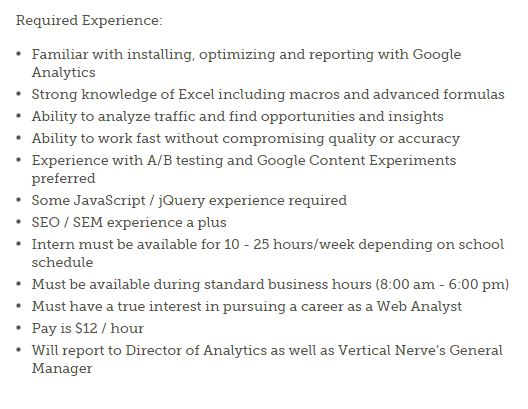 Required Experience:
• Familiar with installing, optimizing and reporting with Google
Analytics
• Strong knowledge of Excel including macros and advanced formulas
• Ability to analyze traffic and find opportunities and insights
• Ability to work fast without compromising quality or accuracy
• Experience with A/B testing and Google Content Experiments
preferred
• Some JavaScript / jQuery experience required
• SEO / SEM experience a plus
• Intern must be available for 10 - 25 hours/week depending on school
schedule
• Must be available during standard business hours (8:00 am - 6:00 pm)
• Must have a true interest in pursuing a career as a Web Analyst
• Pay is $12 / hour
• Will report to Director of Analytics as well as Vertical Nerve's General
Manager